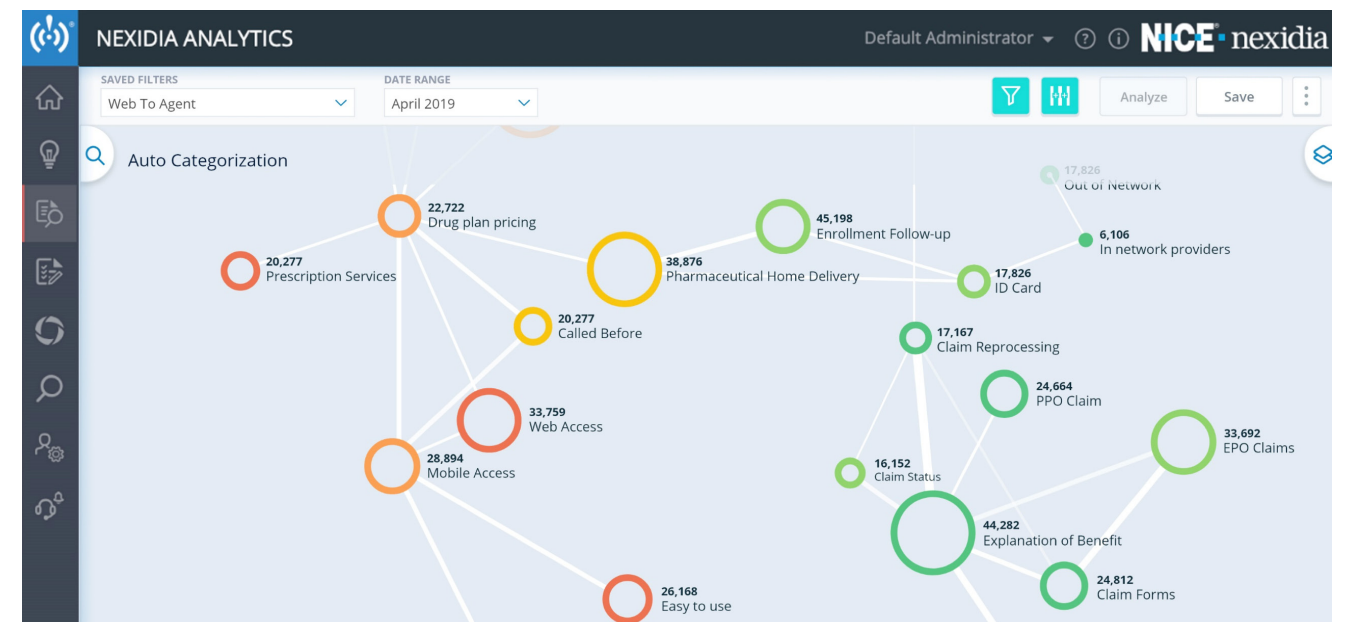 NEXIDIA ANALYTICS
Default Administrator
NICE nexidia
SAVED FILTERS
DATE RANGE
Web To Agent
April 2019
Analyze
Save
Auto Categorization
17,826
Out of Network
22,722
Drug plan pricing
45,198
Enrollment Follow-up
6,106
In network providers
20,277
Prescription Services
38,876
Pharmaceutical Home Delivery
17,826
ID Card
20,277
Called Before
17,167
Claim Reprocessing
24,664
PPO Claim
33,759
Web Access
33,692
EPO Claims
28,894
Mobile Access
16,152
Claim Status
44,282
Explanation of Benefit
24,812
Claim Forms
26,168
Easy to use